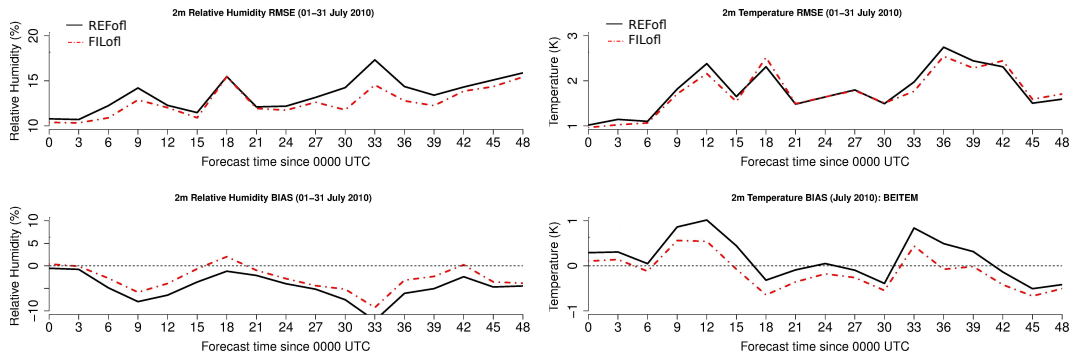 2m Relative Humidity RMSE (01−31 July 2010)
Relative Humidity (%)
20
15
10
REFofl
FILofl
0 3 6 9 12 15 18 21 24 27 30 33 36 39 42 45 48
Forecast time since 0000 UTC
2m Temperature RMSE (01−31 July 2010)
Temperature (K)
3
2
1
REFofl
FILofl
0 3 6 9 12 15 18 21 24 27 30 33 36 39 42 45 48
Forecast time since 0000 UTC
2m Relative Humidity BIAS (01−31 July 2010)
Relative Humidity (%)
10
5
0
−10
0 3 6 9 12 15 18 21 24 27 30 33 36 39 42 45 48
Forecast time since 0000 UTC
2m Temperature BIAS (July 2010): BEITEM
Temperature (K)
1
0
−1
0 3 6 9 12 15 18 21 24 27 30 33 36 39 42 45 48
Forecast time since 0000 UTC